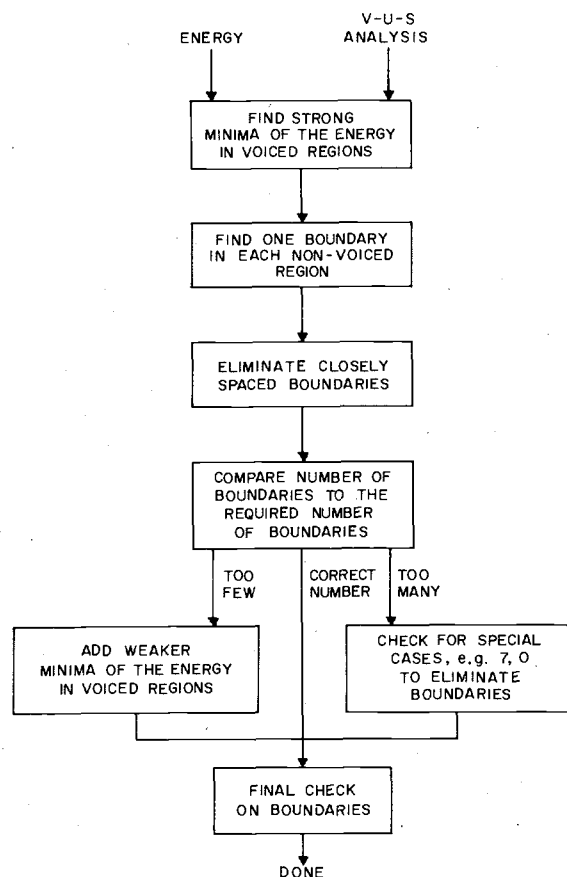 ENERGY
V-U-S
ANALYSIS
FIND STRONG
MINIMA OF THE ENERGY
IN VOICED REGIONS
FIND ONE BOUNDARY
IN EACH NON-VOICED
REGION
ELIMINATE CLOSELY
SPACED BOUNDARIES
COMPARE NUMBER OF
BOUNDARIES TO THE
REQUIRED NUMBER
OF BOUNDARIES
TOO
FEW
CORRECT
NUMBER
TOO
MANY
ADD WEAKER
MINIMA OF THE ENERGY
IN VOICED REGIONS
CHECK FOR SPECIAL
CASES, e.g. 7, 0
TO ELIMINATE
BOUNDARIES
FINAL CHECK
ON BOUNDARIES
DONE